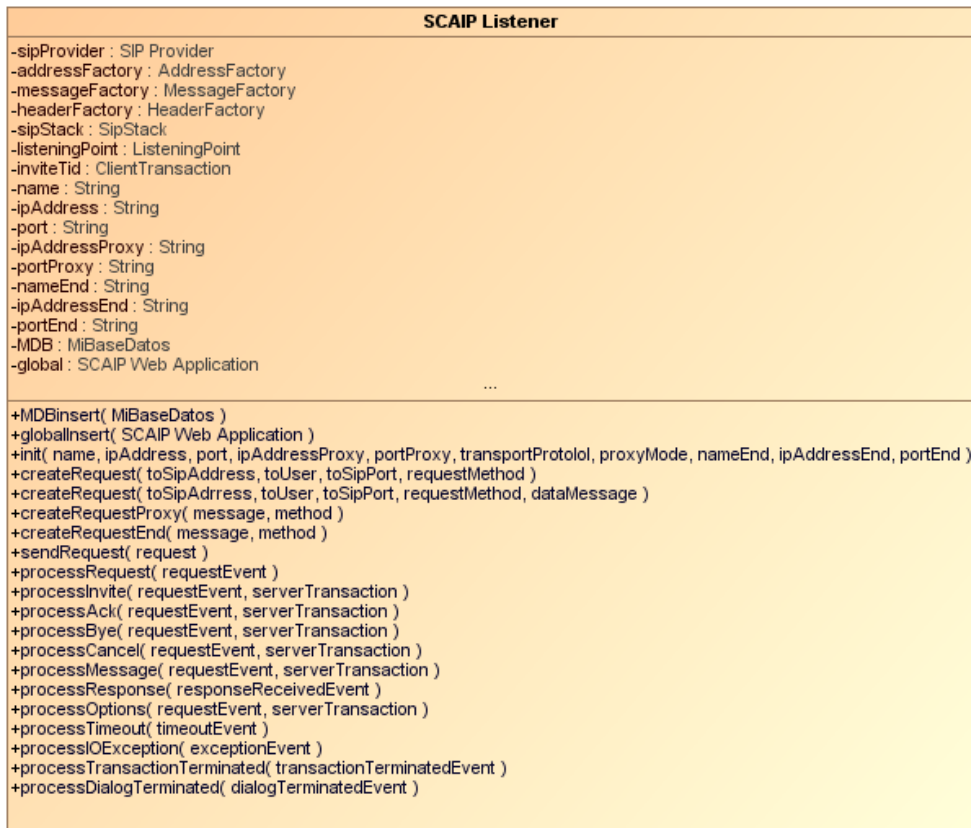 SCAIP Listener
-sipProvider : SIP Provider
-addressFactory : AddressFactory
-messageFactory : MessageFactory
-headerFactory : HeaderFactory
-sipStack : SipStack
-listeningPoint : ListeningPoint
-inviteTid : ClientTransaction
-name : String
-ipAddress : String
-port : String
-ipAddressProxy : String
-portProxy : String
-nameEnd : String
-ipAddressEnd : String
-portEnd : String
-MDB : MiBaseDatos
-global : SCAIP Web Application
...
+MDBinsert( MiBaseDatos )
+globalInsert( SCAIP Web Application )
+init( name, ipAddress, port, ipAddressProxy, portProxy, transportProtolol, proxyMode, nameEnd, ipAddressEnd, portEnd )
+createRequest( toSipAddress, toUser, toSipPort, requestMethod )
+createRequest( toSipAdrress, toUser, toSipPort, requestMethod, dataMessage )
+createRequestProxy( message, method )
+createRequestEnd( message, method )
+sendRequest( request )
+processRequest( requestEvent )
+processInvite( requestEvent, serverTransaction )
+processAck( requestEvent, serverTransaction )
+processBye( requestEvent, serverTransaction )
+processCancel( requestEvent, serverTransaction )
+processMessage( requestEvent, serverTransaction )
+processResponse( responseReceivedEvent )
+processOptions( requestEvent, serverTransaction )
+processTimeout( timeoutEvent )
+processIOException( exceptionEvent )
+processTransactionTerminated( transactionTerminatedEvent )
+processDialogTerminated( dialogTerminatedEvent )